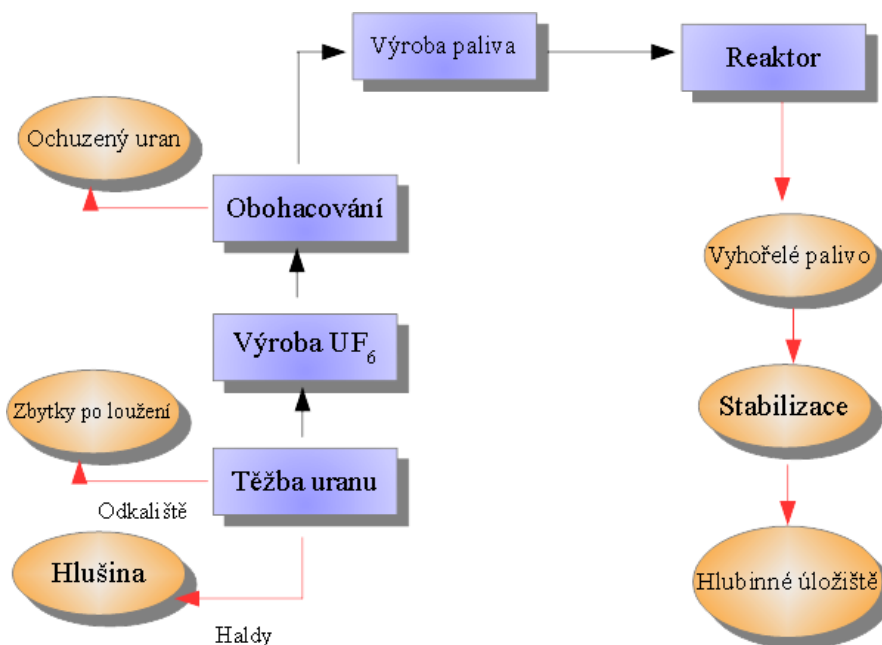 Výroba paliva
Reaktor
Ochuzený uran
Obohacování
Vyhořelé palivo
Výroba UF₆
Zbytky po loužení
Stabilizace
Těžba uranu
Odkaliště
Hlušina
Hlubinné úložiště
Haldy